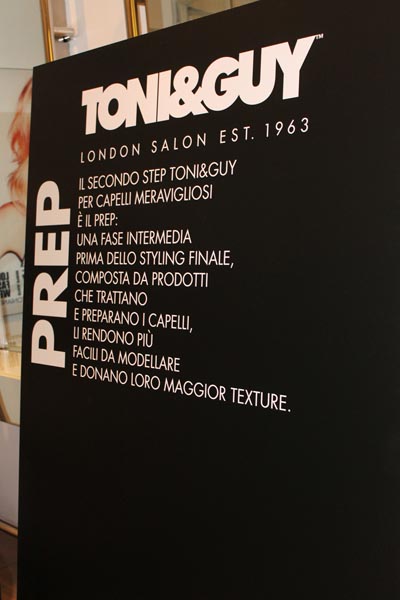 TONI&GUY™
LONDON SALON EST. 1963
PREP
IL SECONDO STEP TONI&GUY
PER CAPELLI MERAVIGLIOSI
È IL PREP:
UNA FASE INTERMEDIA
PRIMA DELLO STYLING FINALE,
COMPOSTA DA PRODOTTI
CHE TRATTANO
E PREPARANO I CAPELLI,
LI RENDONO PIÙ
FACILI DA MODELLARE
E DONANO LORO MAGGIOR TEXTURE.